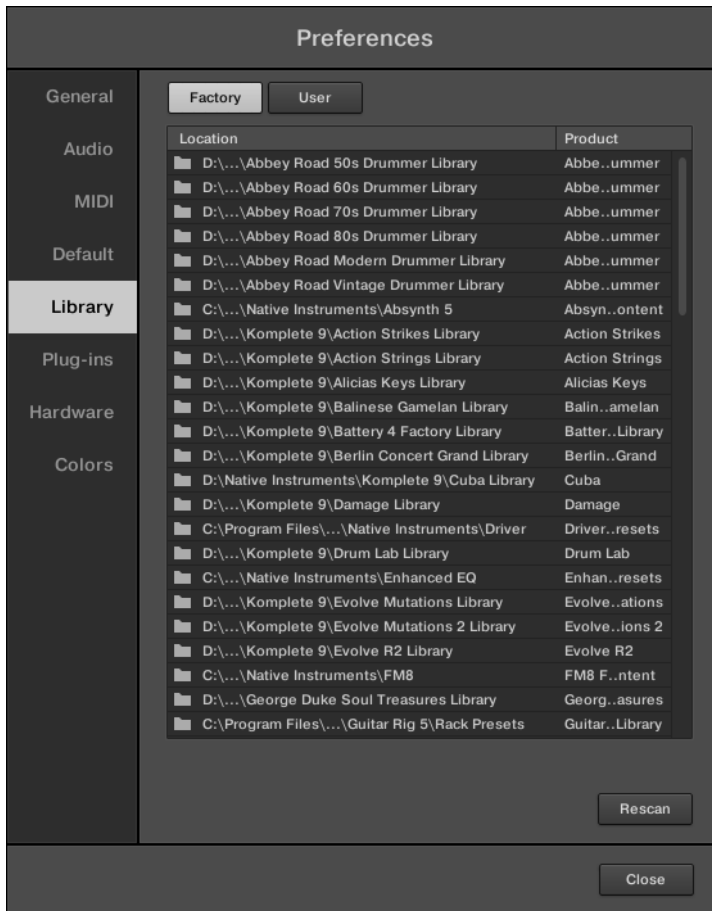 Preferences
General
Audio
MIDI
Default
Library
Plug-ins
Hardware
Colors
Factory User
Location Product
D:\...\Abbey Road 50s Drummer Library Abbe..ummer
D:\...\Abbey Road 60s Drummer Library Abbe..ummer
D:\...\Abbey Road 70s Drummer Library Abbe..ummer
D:\...\Abbey Road 80s Drummer Library Abbe..ummer
D:\...\Abbey Road Modern Drummer Library Abbe..ummer
D:\...\Abbey Road Vintage Drummer Library Abbe..ummer
C:\...\Native Instruments\Absynth 5 Absyn..ontent
D:\...\Komplete 9\Action Strikes Library Action Strikes
D:\...\Komplete 9\Action Strings Library Action Strings
D:\...\Komplete 9\Alicias Keys Library Alicias Keys
D:\...\Komplete 9\Balinese Gamelan Library Balin..amelan
D:\...\Komplete 9\Battery 4 Factory Library Batter..Library
D:\...\Komplete 9\Berlin Concert Grand Library Berlin..Grand
D:\Native Instruments\Komplete 9\Cuba Library Cuba
D:\...\Komplete 9\Damage Library Damage
C:\Program Files\...\Native Instruments\Driver Driver..resets
D:\...\Komplete 9\Drum Lab Library Drum Lab
C:\...\Native Instruments\Enhanced EQ Enhan..resets
D:\...\Komplete 9\Evolve Mutations Library Evolve..ations
D:\...\Komplete 9\Evolve Mutations 2 Library Evolve..ions 2
D:\...\Komplete 9\Evolve R2 Library Evolve R2
C:\...\Native Instruments\FM8 FM8 F..ntent
D:\...\George Duke Soul Treasures Library Georg..asures
C:\Program Files\...\Guitar Rig 5\Rack Presets Guitar..Library
Rescan
Close